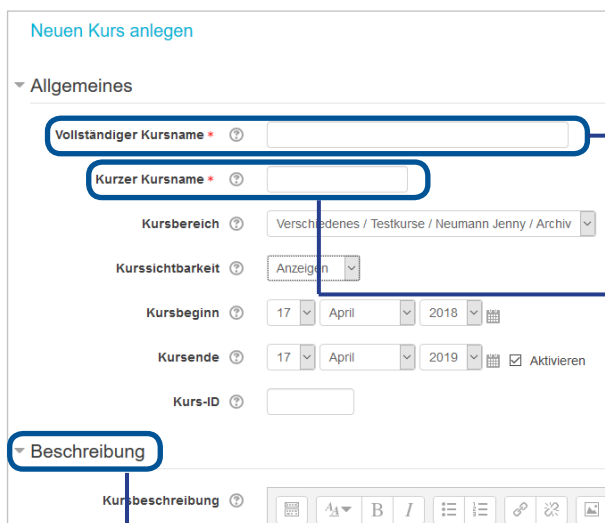 Neuen Kurs anlegen
Allgemeines
Vollständiger Kursname *
Kurzer Kursname *
Kursbereich Verschiedenes / Testkurse / Neumann Jenny / Archiv
Kurssichtbarkeit Anzeigen
Kursbeginn 17 April 2018
Kursende 17 April 2019 Aktivieren
Kurs-ID
Beschreibung
Kursbeschreibung B I